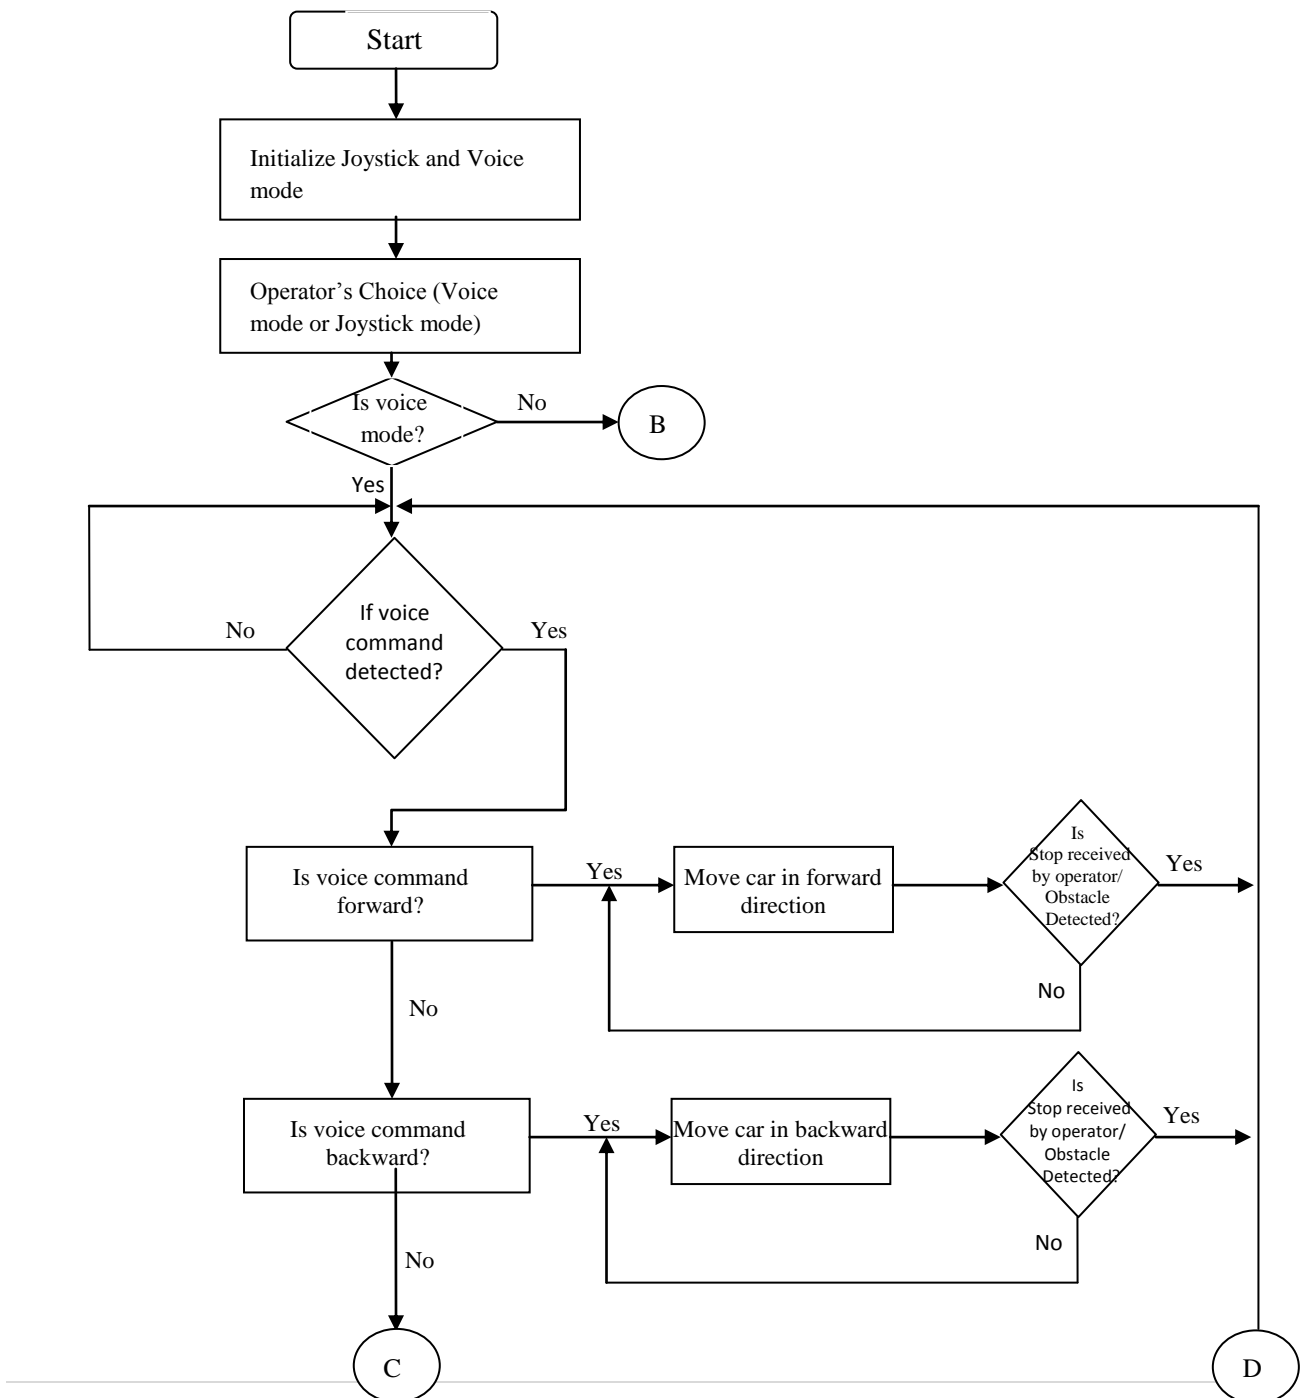 Start
Initialize Joystick and Voice
mode
Operator’s Choice (Voice
mode or Joystick mode)
Is voice
mode?
No
B
Yes
If voice
command
detected?
No
Yes
Is voice command
forward?
Yes
Move car in forward
direction
Is
Stop received
by operator/
Obstacle
Detected?
Yes
No
No
Is voice command
backward?
Yes
Move car in backward
direction
Is
Stop received
by operator/
Obstacle
Detected?
Yes
No
No
C
D